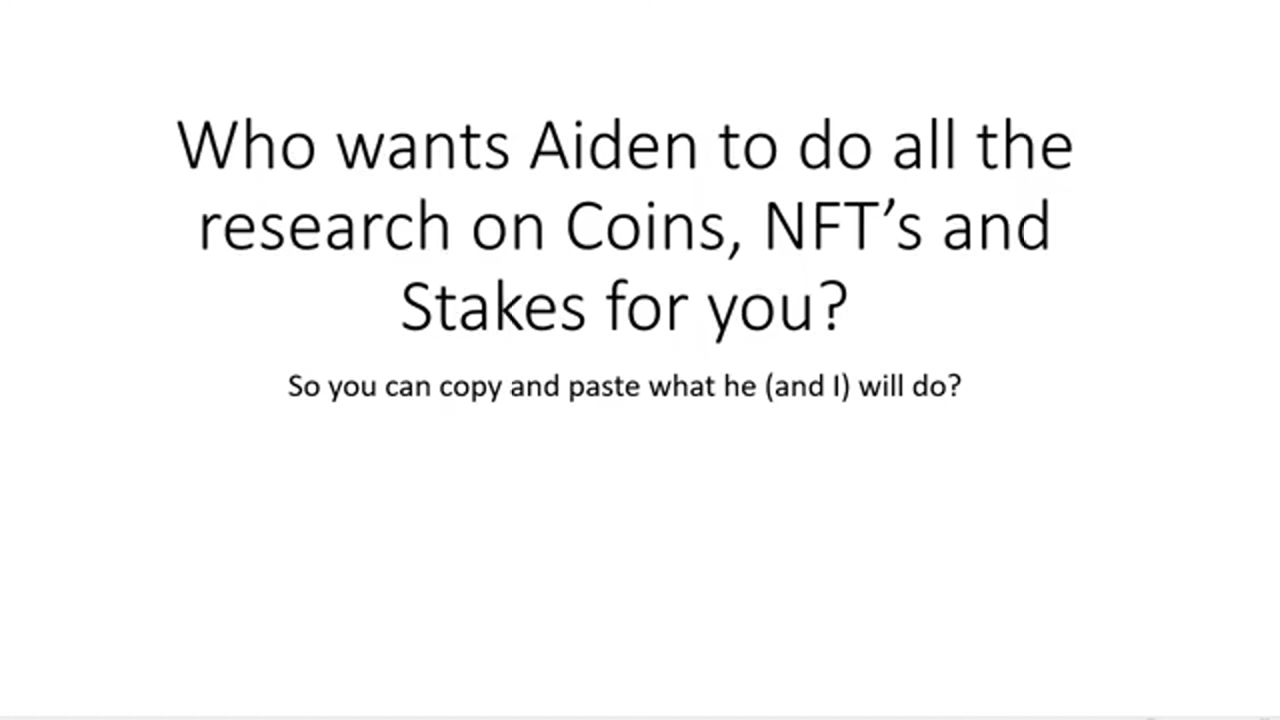 Who wants Aiden to do all the
research on Coins, NFT’s and
Stakes for you?
So you can copy and paste what he (and I) will do?